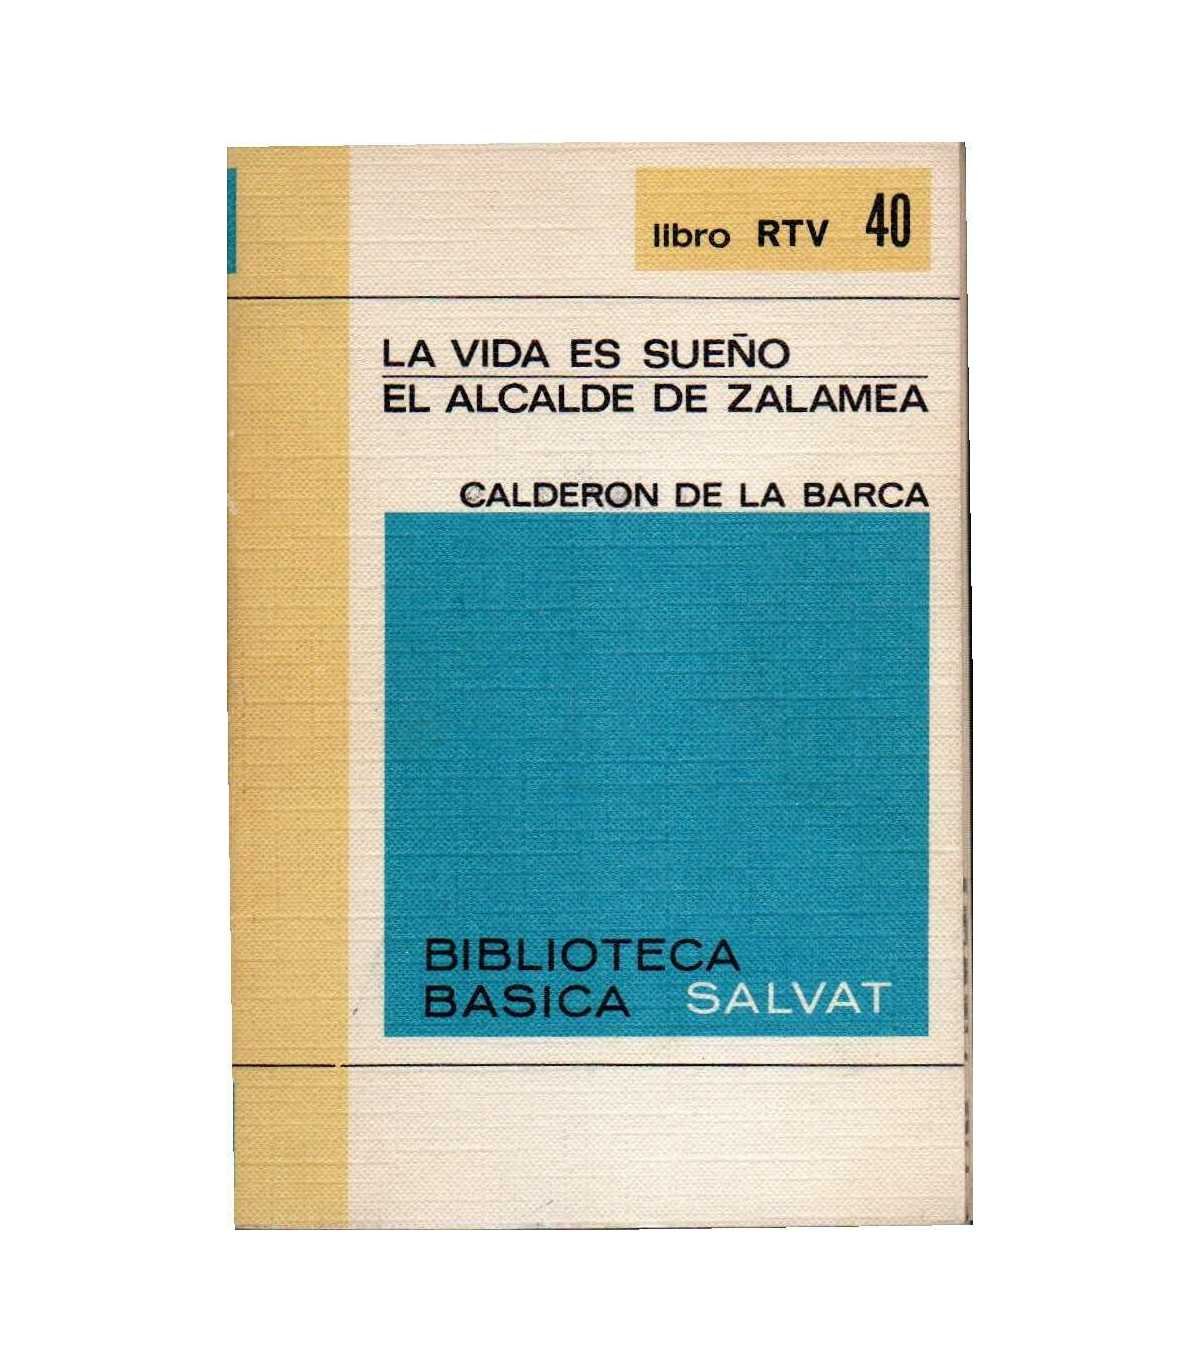 libro RTV 40
LA VIDA ES SUEÑO
EL ALCALDE DE ZALAMEA
CALDERON DE LA BARCA
BIBLIOTECA
BASICA SALVAT